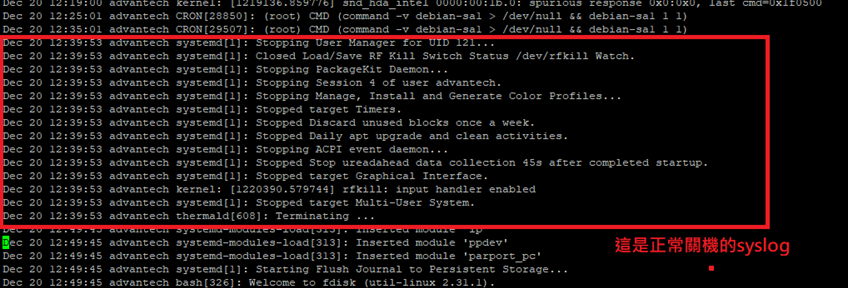 Dec 20 12:19:00 advantech kernel: [1219136.859776] snd_hda_intel 0000:00:1b.0: spurious response 0x0:0x0, last cmd=0x1f0500
Dec 20 12:25:01 advantech CRON[28850]: (root) CMD (command -v debian-sa1 > /dev/null && debian-sa1 1 1)
Dec 20 12:35:01 advantech CRON[29507]: (root) CMD (command -v debian-sa1 > /dev/null && debian-sa1 1 1)
Dec 20 12:39:53 advantech systemd[1]: Stopping User Manager for UID 121...
Dec 20 12:39:53 advantech systemd[1]: Closed Load/Save RF Kill Switch Status /dev/rfkill Watch.
Dec 20 12:39:53 advantech systemd[1]: Stopping PackageKit Daemon...
Dec 20 12:39:53 advantech systemd[1]: Stopping Session 4 of user advantech.
Dec 20 12:39:53 advantech systemd[1]: Stopping Manage, Install and Generate Color Profiles...
Dec 20 12:39:53 advantech systemd[1]: Stopped target Timers.
Dec 20 12:39:53 advantech systemd[1]: Stopped Discard unused blocks once a week.
Dec 20 12:39:53 advantech systemd[1]: Stopped Daily apt upgrade and clean activities.
Dec 20 12:39:53 advantech systemd[1]: Stopping ACPI event daemon...
Dec 20 12:39:53 advantech systemd[1]: Stopped Stop ureadahead data collection 45s after completed startup.
Dec 20 12:39:53 advantech systemd[1]: Stopped target Graphical Interface.
Dec 20 12:39:53 advantech kernel: [1220390.579744] rfkill: input handler enabled
Dec 20 12:39:53 advantech systemd[1]: Stopped target Multi-User System.
Dec 20 12:39:53 advantech thermald[608]: Terminating ...
Dec 20 12:49:45 advantech systemd-modules-load[313]: Inserted module 'lp'
Dec 20 12:49:45 advantech systemd-modules-load[313]: Inserted module 'ppdev'
這是正常關機的syslog
Dec 20 12:49:45 advantech systemd-modules-load[313]: Inserted module 'parport_pc'
Dec 20 12:49:45 advantech systemd[1]: Starting Flush Journal to Persistent Storage...
Dec 20 12:49:45 advantech bash[326]: Welcome to fdisk (util-linux 2.31.1).